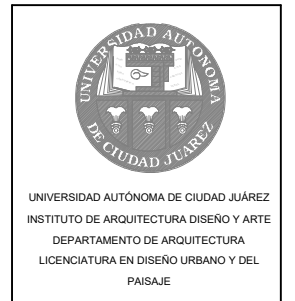 UNIVERSIDAD AUTONOMA
DE CIUDAD JUAREZ
UNIVERSIDAD AUTÓNOMA DE CIUDAD JUÁREZ
INSTITUTO DE ARQUITECTURA DISEÑO Y ARTE
DEPARTAMENTO DE ARQUITECTURA
LICENCIATURA EN DISEÑO URBANO Y DEL
PAISAJE